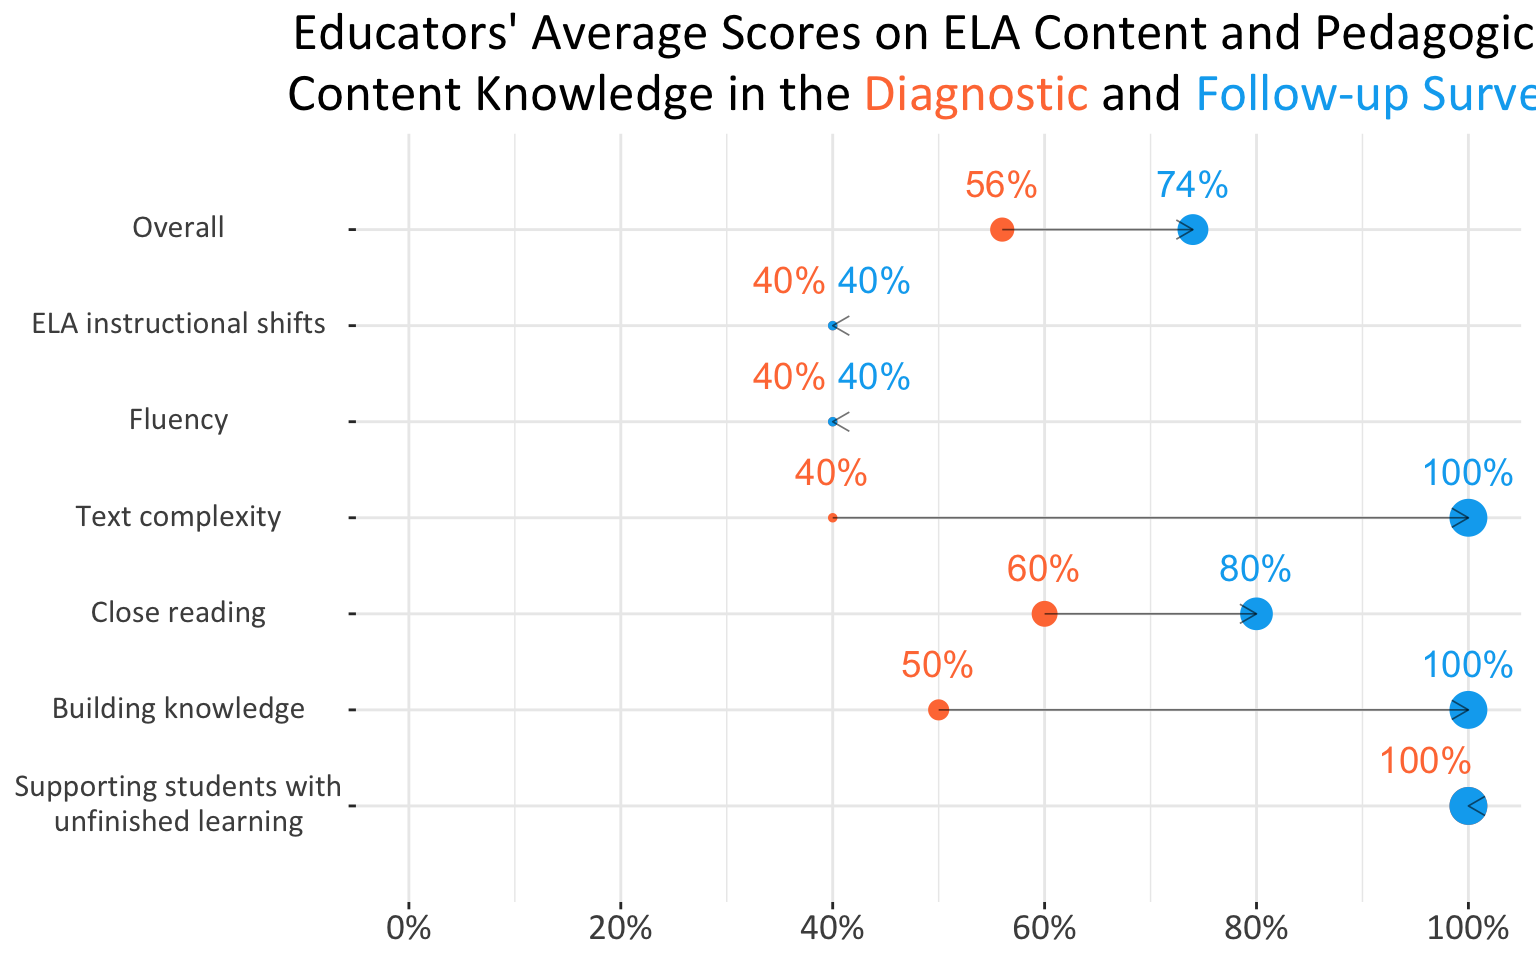 Educators' Average Scores on ELA Content and Pedagogic
Content Knowledge in the Diagnostic and Follow-up Surve
56% 74%
Overall
40% 40%
ELA instructional shifts
40% 40%
Fluency
40% 100%
Text complexity
60% 80%
Close reading
50% 100%
Building knowledge
100%
Supporting students with
unfinished learning
0% 20% 40% 60% 80% 100%